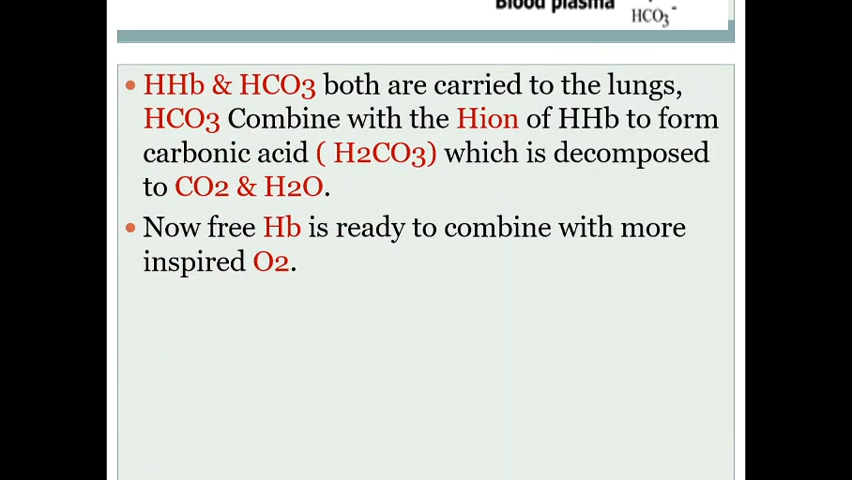 Blood plasma
HCO3-
HHb & HCO3 both are carried to the lungs,
HCO3 Combine with the Hion of HHb to form
carbonic acid ( H2CO3) which is decomposed
to CO2 & H2O.
Now free Hb is ready to combine with more
inspired O2.